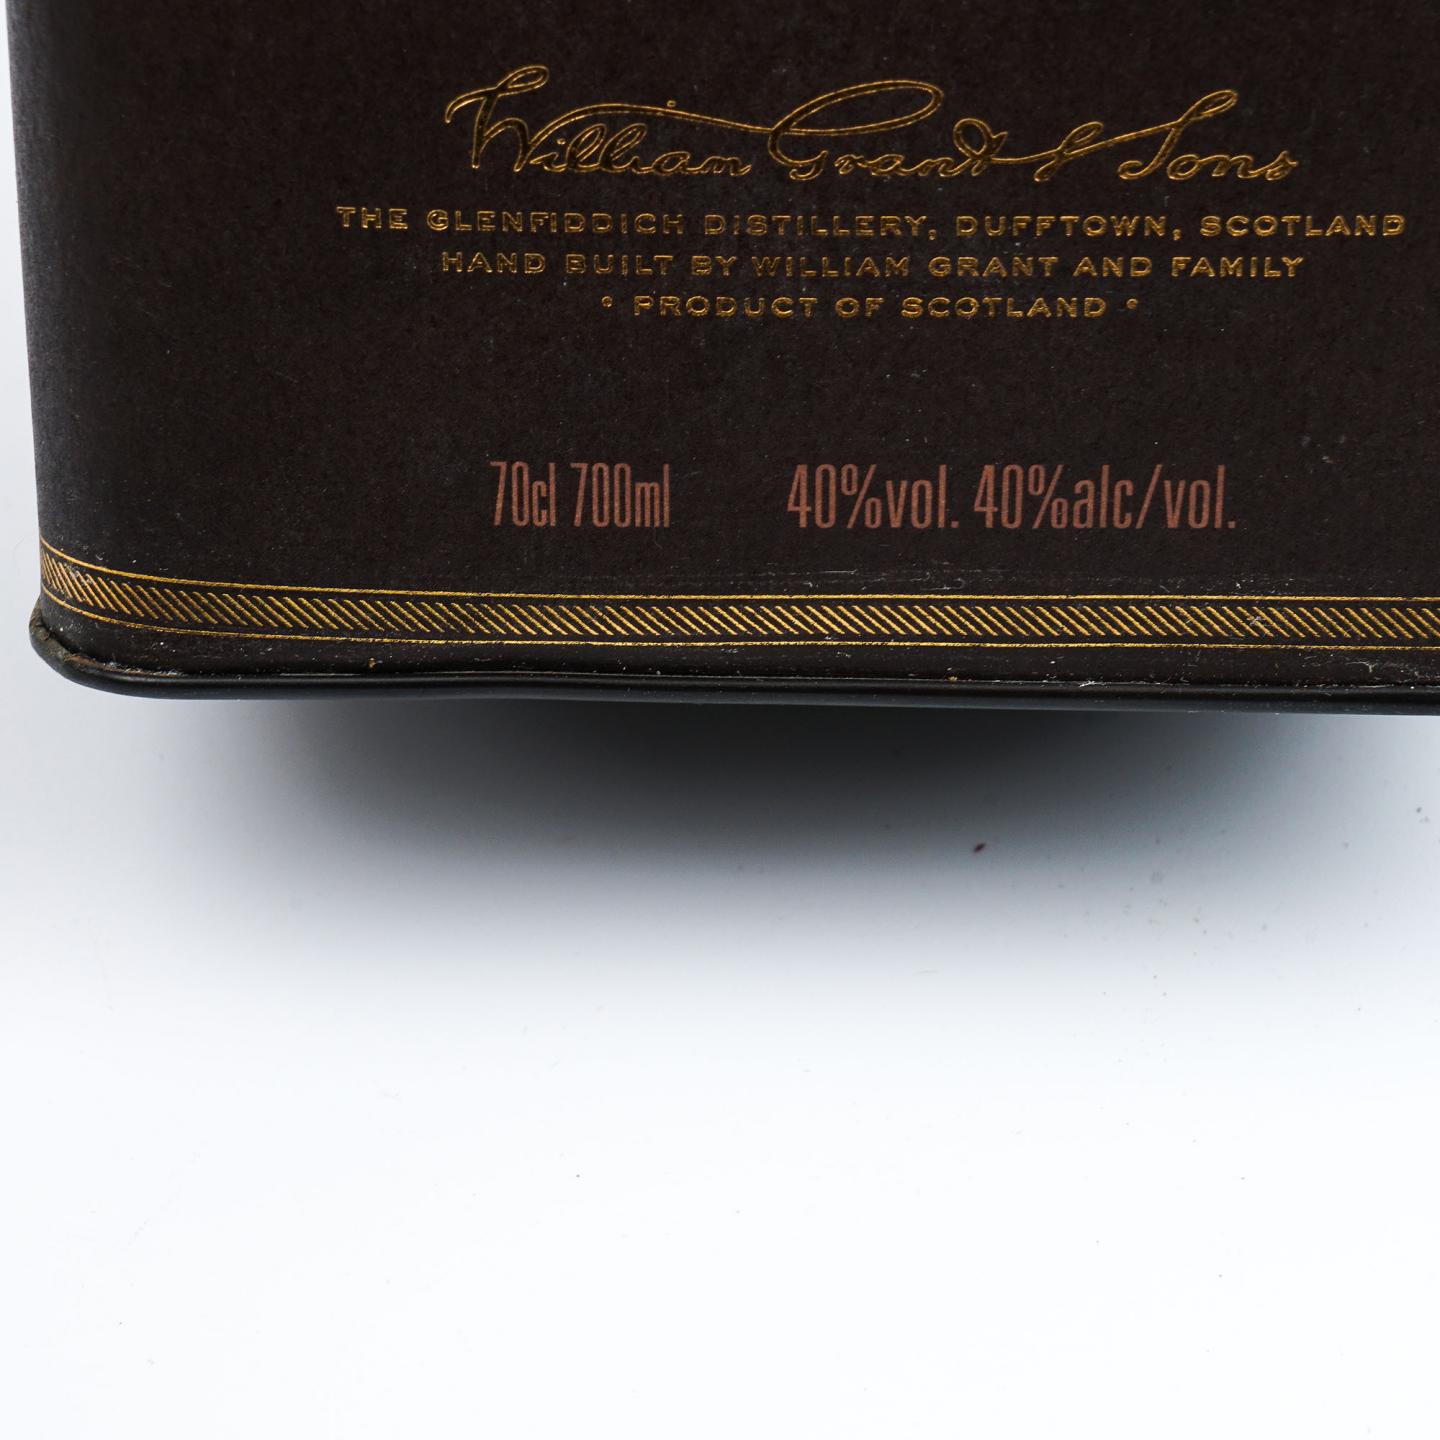 William Grant & Sons
THE GLENFIDDICH DISTILLERY, DUFFTOWN, SCOTLAND
HAND BUILT BY WILLIAM GRANT AND FAMILY
• PRODUCT OF SCOTLAND •
70cl 700ml 40%vol. 40%alc/vol.